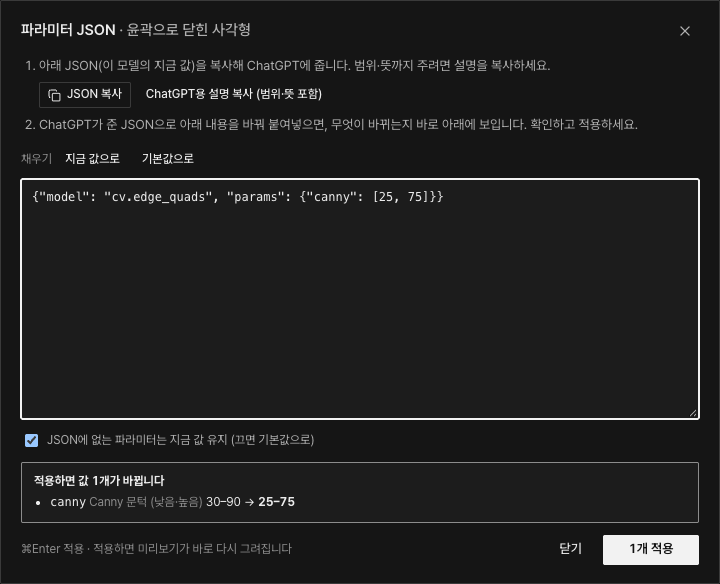 파라미터 JSON · 윤곽으로 닫힌 사각형
1. 아래 JSON(이 모델의 지금 값)을 복사해 ChatGPT에 줍니다. 범위·뜻까지 주려면 설명을 복사하세요.
JSON 복사 ChatGPT용 설명 복사 (범위·뜻 포함)
2. ChatGPT가 준 JSON으로 아래 내용을 바꿔 붙여넣으면, 무엇이 바뀌는지 바로 아래에 보입니다. 확인하고 적용하세요.
채우기 지금 값으로 기본값으로
{"model": "cv.edge_quads", "params": {"canny": [25, 75]}}
JSON에 없는 파라미터는 지금 값 유지 (끄면 기본값으로)
적용하면 값 1개가 바뀝니다
• canny Canny 문턱 (낮음·높음) 30–90 → 25–75
⌘Enter 적용 · 적용하면 미리보기가 바로 다시 그려집니다 닫기 1개 적용